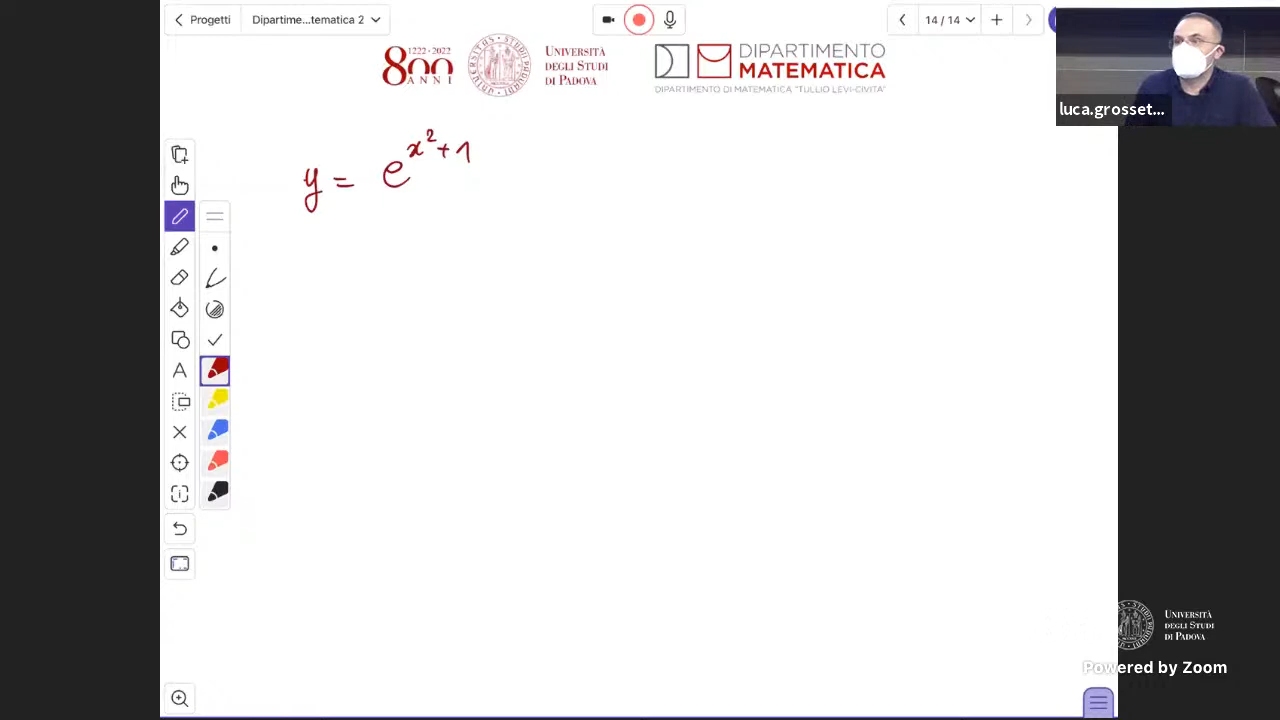 Progetti
Dipartime...tematica 2
14 / 14
1222·2022
800
ANNI
UNIVERSITÀ
DEGLI STUDI
DI PADOVA
DIPARTIMENTO
MATEMATICA
DIPARTIMENTO DI MATEMATICA "TULLIO LEVI-CIVITA"
luca.grosset...
y = e^{x^2+1}
A
UNIVERSITÀ
DEGLI STUDI
DI PADOVA
Powered by Zoom